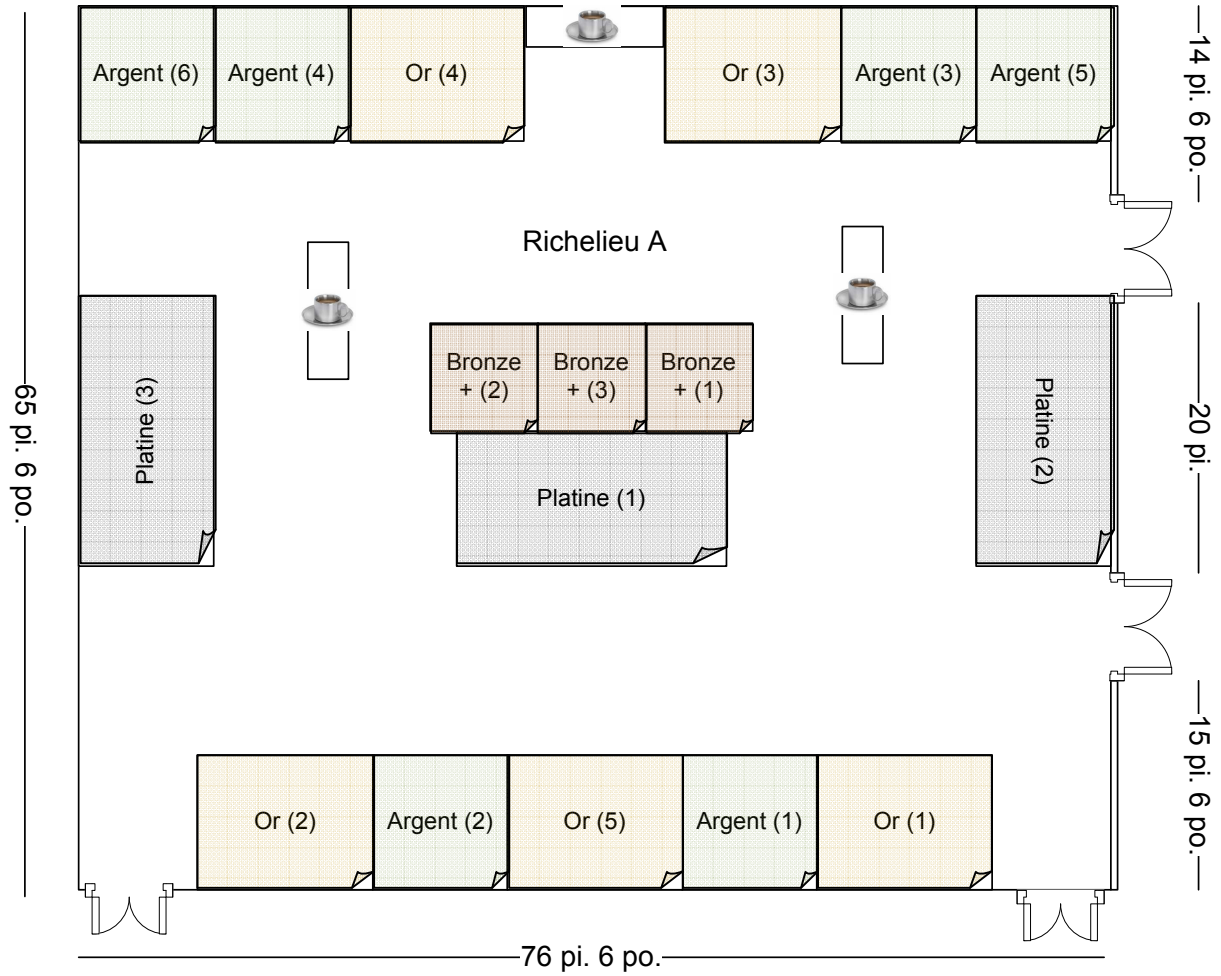 Argent (6)
Argent (4)
Or (4)
Or (3)
Argent (3)
Argent (5)
14 pi. 6 po.
Richelieu A
65 pi. 6 po.
Platine (3)
Bronze
+ (2)
Bronze
+ (3)
Bronze
+ (1)
Platine (1)
Platine (2)
20 pi.
Or (2)
Argent (2)
Or (5)
Argent (1)
Or (1)
15 pi. 6 po.
76 pi. 6 po.